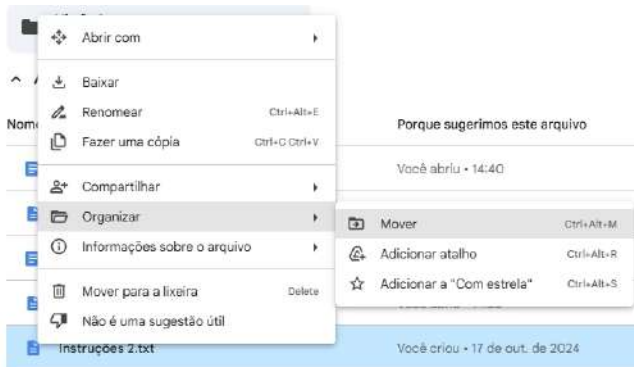 Abrir com
Baixar
Nome
Renomear Ctrl+Alt+E
Porque sugerimos este arquivo
Fazer uma cópia Ctrl+C Ctrl+V
Você abriu • 14:40
Compartilhar
Organizar
Mover Ctrl+Alt+M
Informações sobre o arquivo
Adicionar atalho Ctrl+Alt+R
Adicionar a "Com estrela" Ctrl+Alt+S
Mover para a lixeira Delete
Não é uma sugestão útil
Instruções 2.txt Você criou • 17 de out. de 2024